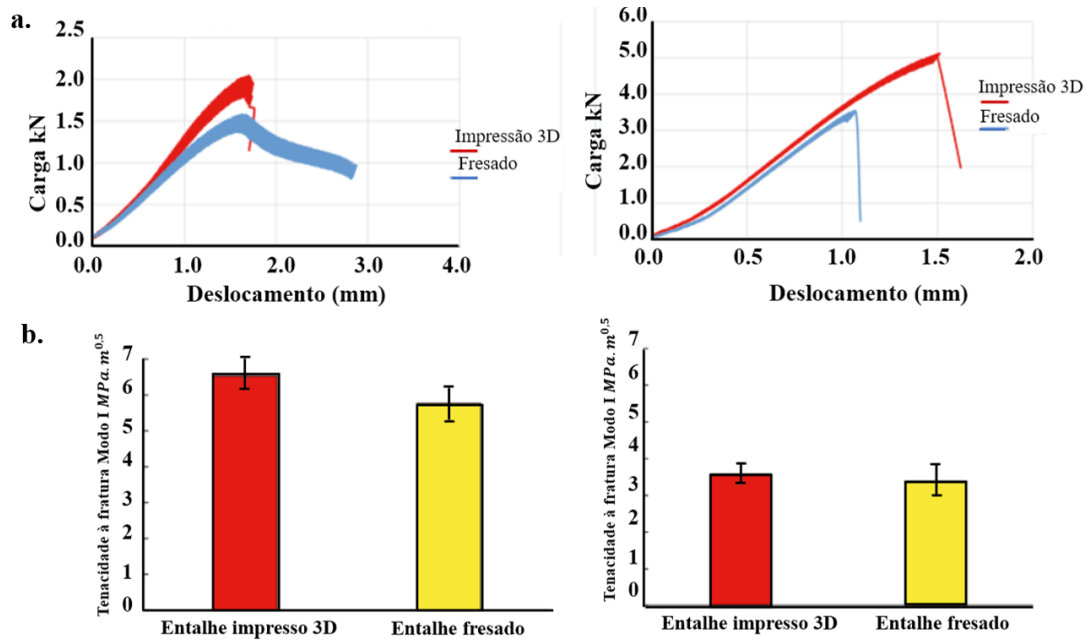 a.
Carga kN
2.5
2.0
1.5
1.0
0.5
0.0
0.0 1.0 2.0 3.0 4.0
Deslocamento (mm)
Impressão 3D
Fresado
Carga kN
6.0
5.0
4.0
3.0
2.0
1.0
0.0
0.0 0.5 1.0 1.5 2.0
Deslocamento (mm)
Impressão 3D
Fresado
b.
Tenacidade à fratura Modo I MPa.m^0.5
7
6
5
4
3
2
1
0
Entalhe impresso 3D Entalhe fresado
Tenacidade à fratura Modo I MPa.m^0.5
7
6
5
4
3
2
1
0
Entalhe impresso 3D Entalhe fresado